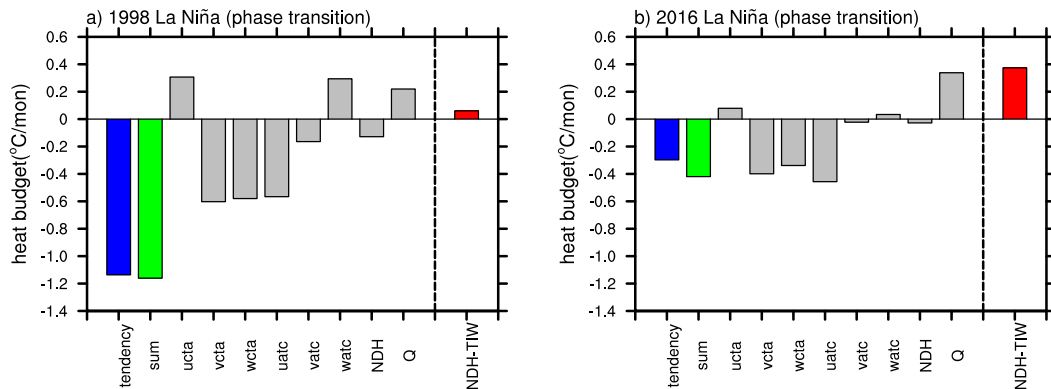 a) 1998 La Niña (phase transition)
heat budget(°C/mon)
0.6
0.4
0.2
0
-0.2
-0.4
-0.6
-0.8
-1.0
-1.2
-1.4
tendency
sum
ucta
vcta
wcta
uatc
vatc
watc
NDH
Q
NDH-TIW
b) 2016 La Niña (phase transition)
heat budget(°C/mon)
0.6
0.4
0.2
0
-0.2
-0.4
-0.6
-0.8
-1.0
-1.2
-1.4
tendency
sum
ucta
vcta
wcta
uatc
vatc
watc
NDH
Q
NDH-TIW